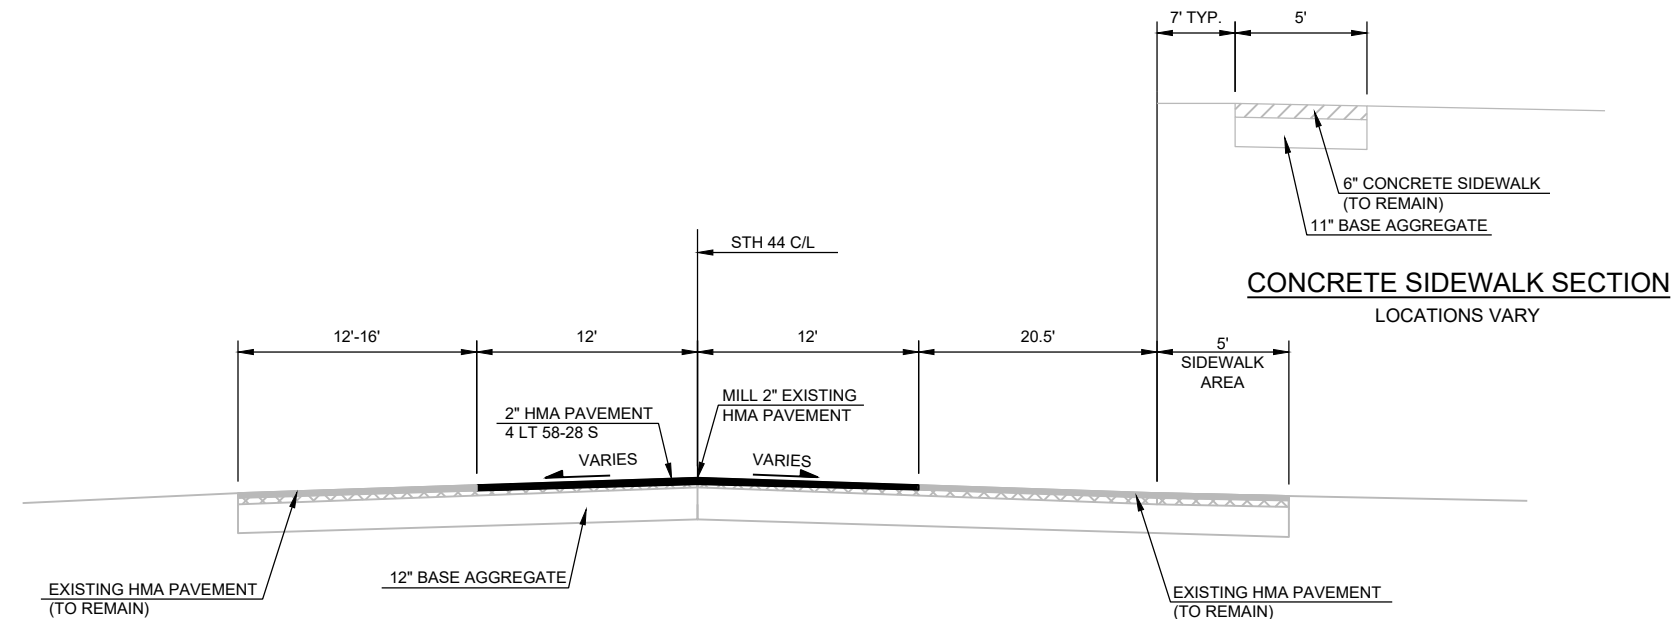 7' TYP.
5'
6" CONCRETE SIDEWALK
(TO REMAIN)
11" BASE AGGREGATE
STH 44 C/L
CONCRETE SIDEWALK SECTION
LOCATIONS VARY
12'-16'
12'
12'
20.5'
5'
SIDEWALK
AREA
2" HMA PAVEMENT
4 LT 58-28 S
MILL 2" EXISTING
HMA PAVEMENT
VARIES
VARIES
EXISTING HMA PAVEMENT
(TO REMAIN)
12" BASE AGGREGATE
EXISTING HMA PAVEMENT
(TO REMAIN)